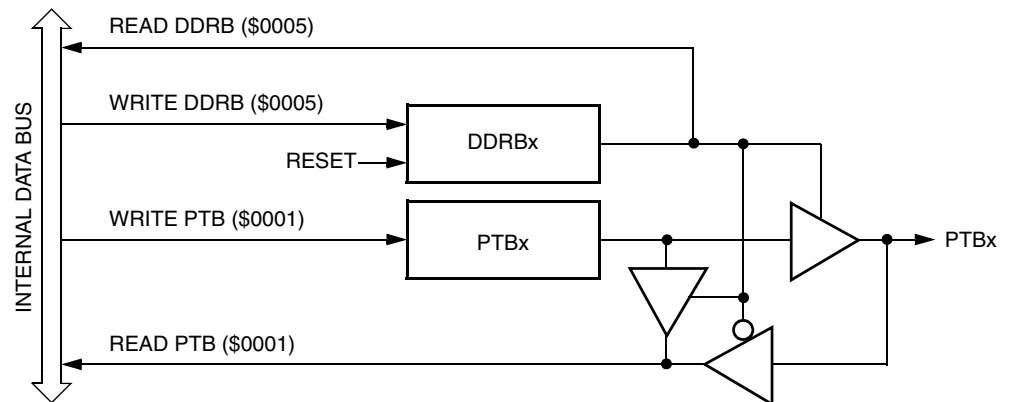 READ DDRB ($0005)
WRITE DDRB ($0005)
DDRBx
RESET
WRITE PTB ($0001)
PTBx
PTBx
READ PTB ($0001)
INTERNAL DATA BUS